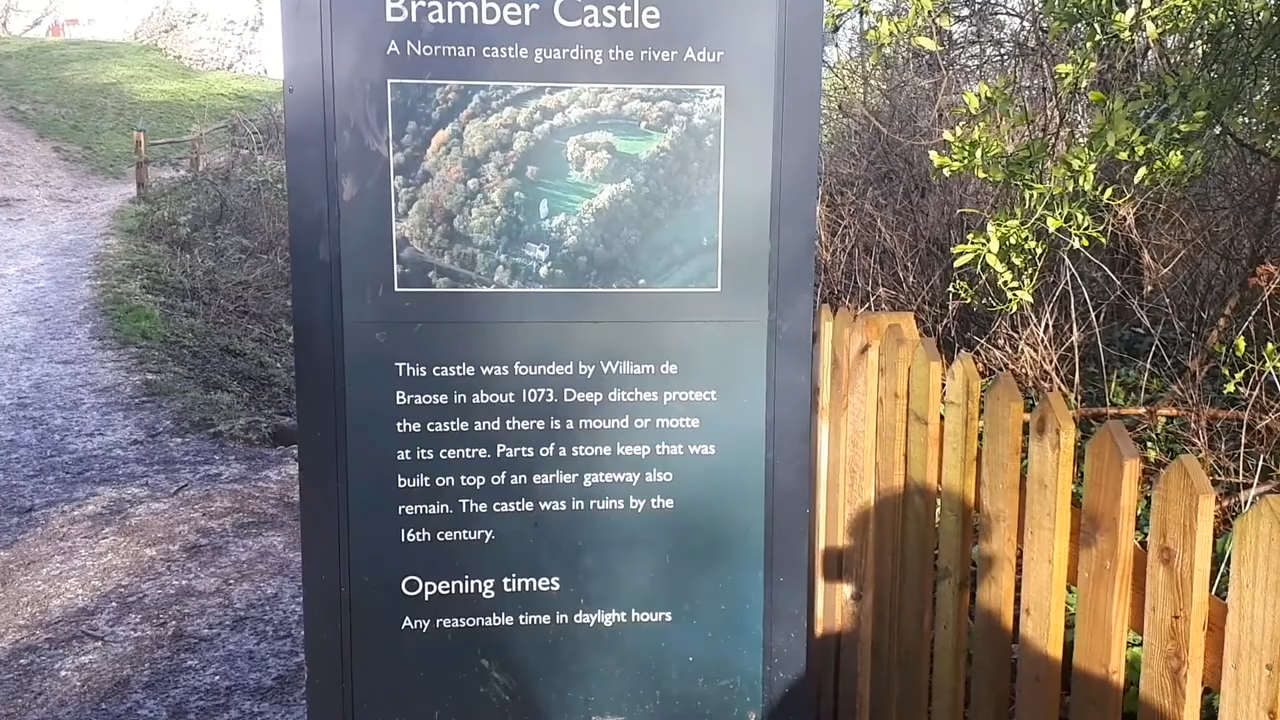 Bramber Castle
A Norman castle guarding the river Adur
This castle was founded by William de
Braose in about 1073. Deep ditches protect
the castle and there is a mound or motte
at its centre. Parts of a stone keep that was
built on top of an earlier gateway also
remain. The castle was in ruins by the
16th century.
Opening times
Any reasonable time in daylight hours